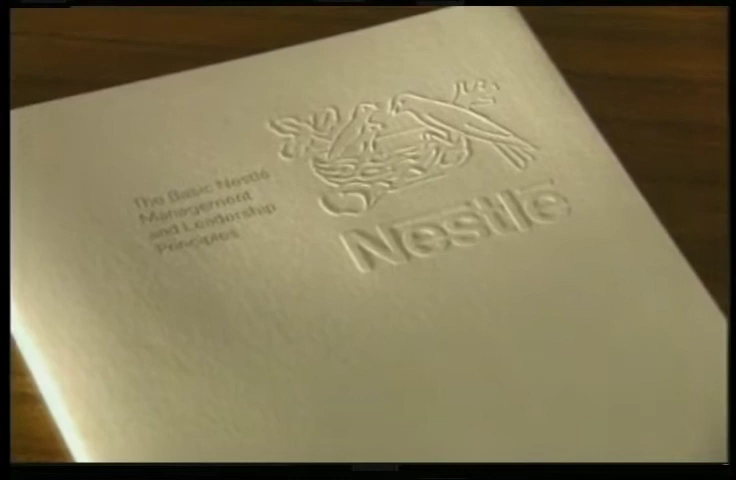 The Basic Nestlé
Management
and Leadership
Principles
Nestlé